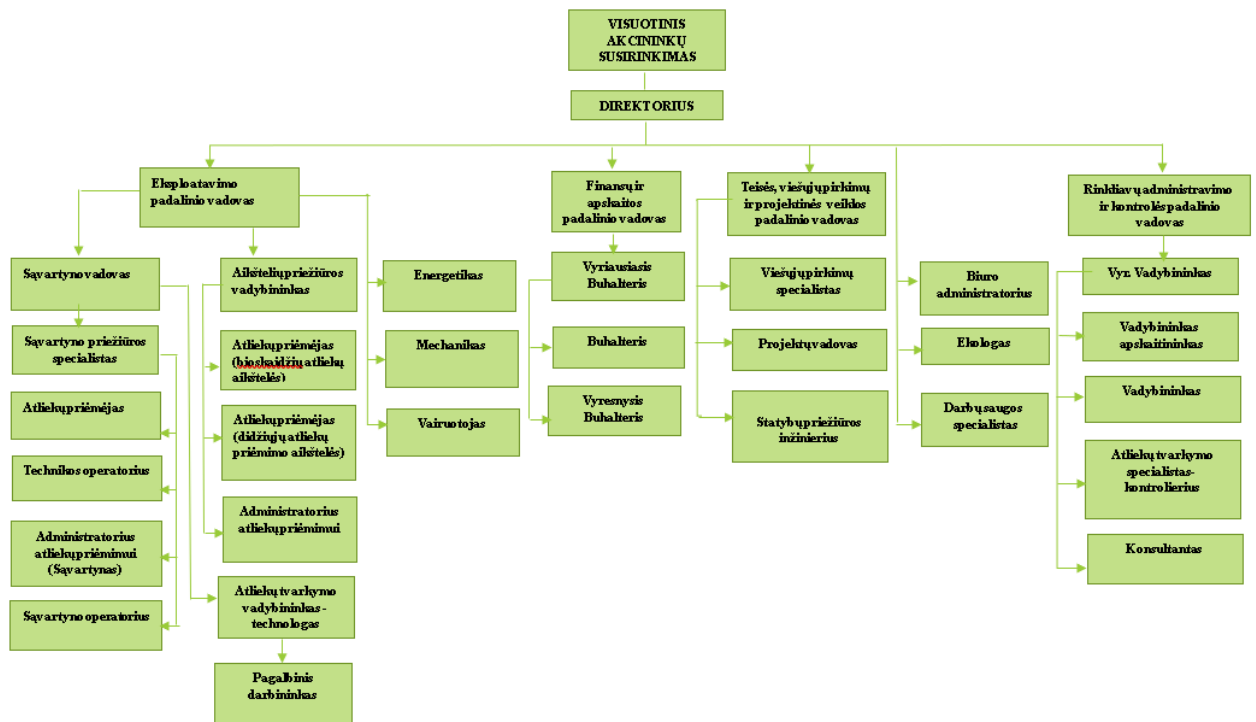 VISUOTINIS
AKCININKŲ
SUSIRINKIMAS
DIREKTORIUS
Eksploatavimo
padalinio vadovas
Finansų ir
apskaitos
padalinio vadovas
Teisės, viešųjų pirkimų
ir projektinės veiklos
padalinio vadovas
Rinkliavų administravimo
ir kontrolės padalinio
vadovas
Sąvartyno vadovas
Aikštelių priežiūros
vadybininkas
Energetikas
Vyriausiasis
Buhalteris
Viešųjų pirkimų
specialistas
Biuro
administratorius
Vyr. Vadybininkas
Sąvartyno priežiūros
specialistas
Atliekų priėmėjas
(bioskaidžių atliekų
aikštelės)
Mechanikas
Buhalteris
Projektų vadovas
Ekologas
Vadybininkas
apskaitininkas
Atliekų priėmėjas
Atliekų priėmėjas
(didžiųjų atliekų
priėmimo aikštelės)
Vairuotojas
Vyresnysis
Buhalteris
Statybų priežiūros
inžinierius
Darbų saugos
specialistas
Vadybininkas
Technikos operatorius
Atliekų tvarkymo
specialistas-
kontrolierius
Administratorius
atliekų priėmimui
(Sąvartynas)
Administratorius
atliekų priėmimui
Konsultantas
Sąvartyno operatorius
Atliekų tvarkymo
vadybininkas -
technologas
Pagalbinis
darbininkas